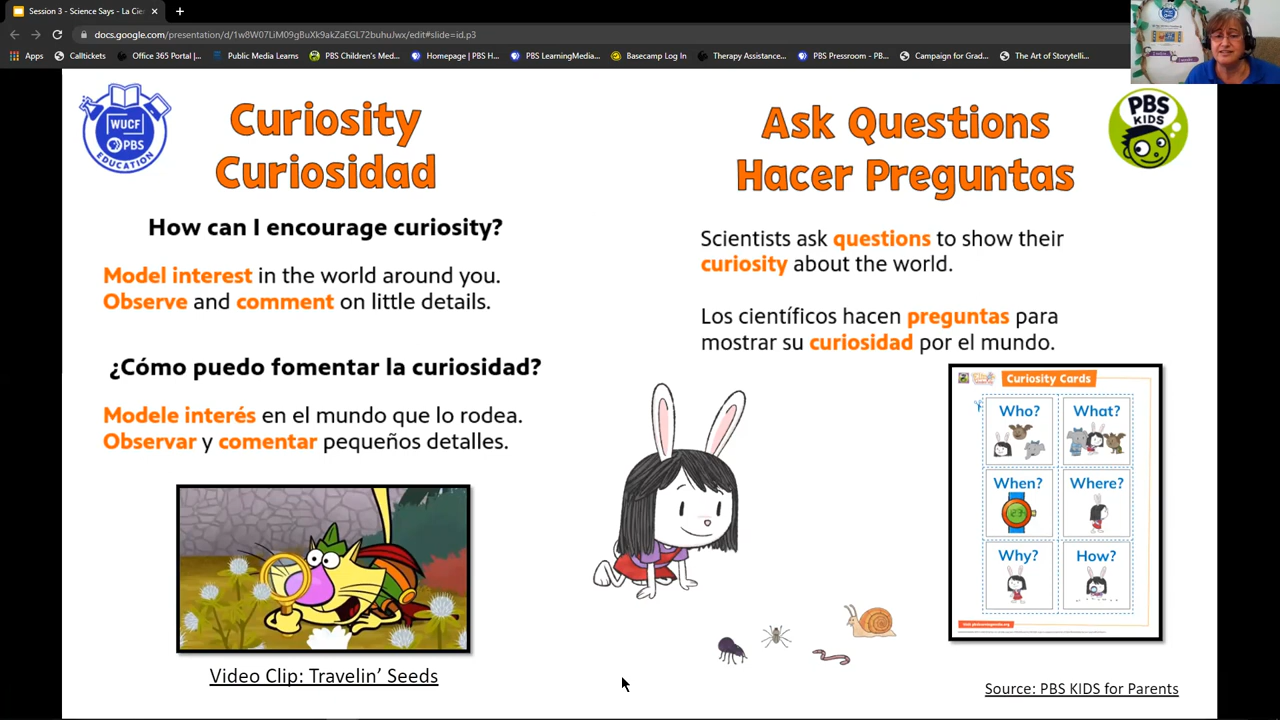 Session 3 - Science Says - La Cie
docs.google.com/presentation/d/1w8W07LiM09gBuXk9akZaEGL72buhuJwx/edit#slide=id.p3
Apps
Calltickets
Office 365 Portal |...
Public Media Learns
PBS Children's Med...
Homepage | PBS H...
PBS LearningMedia...
Basecamp Log In
Therapy Assistance...
PBS Pressroom - PB...
Campaign for Grad...
The Art of Storytelli...
WUCF
PBS
EDUCATION
Curiosity
Curiosidad
How can I encourage curiosity?
Model interest in the world around you.
Observe and comment on little details.
¿Cómo puedo fomentar la curiosidad?
Modele interés en el mundo que lo rodea.
Observar y comentar pequeños detalles.
Video Clip: Travelin’ Seeds
Ask Questions
Hacer Preguntas
PBS
KIDS
Scientists ask questions to show their
curiosity about the world.
Los científicos hacen preguntas para
mostrar su curiosidad por el mundo.
Curiosity Cards
Who?
What?
When?
Where?
Why?
How?
Source: PBS KIDS for Parents